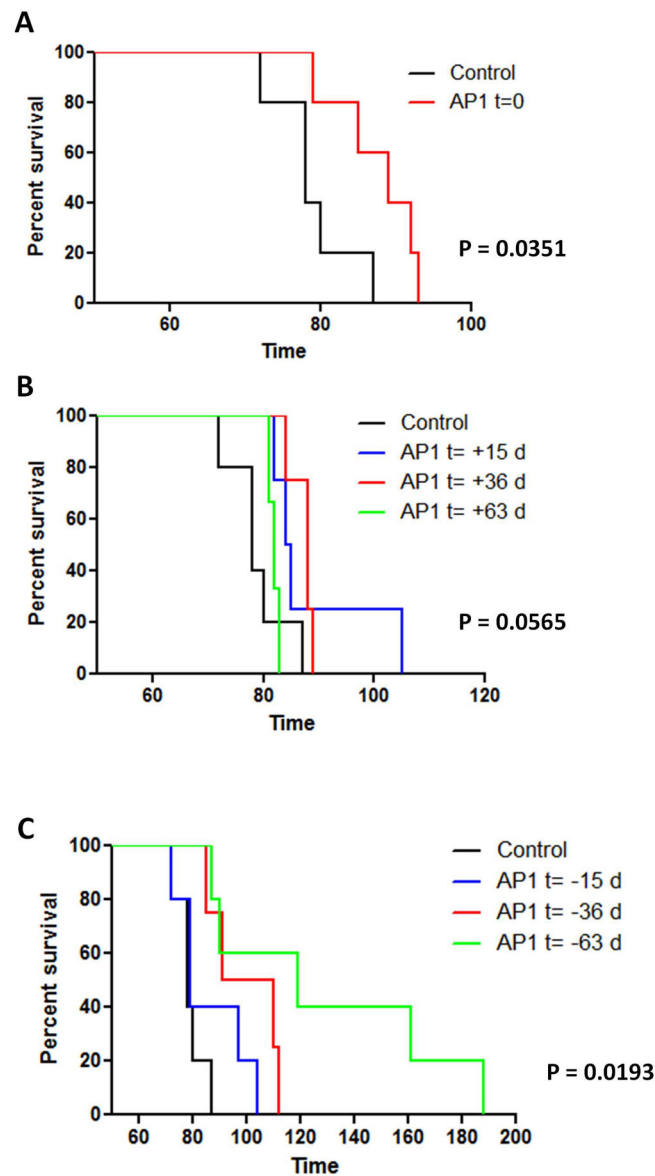 A
Percent survival
100
80
60
40
20
0
Control
AP1 t=0
P = 0.0351
60 80 100
Time
B
Percent survival
100
80
60
40
20
0
Control
AP1 t= +15 d
AP1 t= +36 d
AP1 t= +63 d
P = 0.0565
60 80 100 120
Time
C
Percent survival
100
80
60
40
20
0
Control
AP1 t= -15 d
AP1 t= -36 d
AP1 t= -63 d
P = 0.0193
60 80 100 120 140 160 180 200
Time